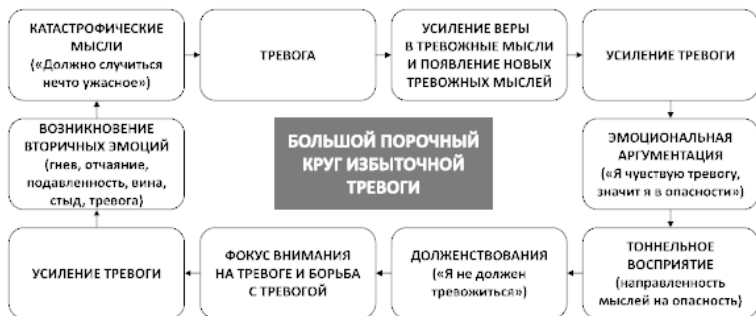 КАТАСТРОФИЧЕСКИЕ
МЫСЛИ
(«Должно случиться
нечто ужасное»)
ТРЕВОГА
УСИЛЕНИЕ ВЕРЫ
В ТРЕВОЖНЫЕ МЫСЛИ
И ПОЯВЛЕНИЕ НОВЫХ
ТРЕВОЖНЫХ МЫСЛЕЙ
УСИЛЕНИЕ ТРЕВОГИ
ВОЗНИКНОВЕНИЕ
ВТОРИЧНЫХ ЭМОЦИЙ
(гнев, отчаяние,
подавленность, вина,
стыд, тревога)
БОЛЬШОЙ ПОРОЧНЫЙ
КРУГ ИЗБЫТОЧНОЙ
ТРЕВОГИ
ЭМОЦИОНАЛЬНАЯ
АРГУМЕНТАЦИЯ
(«Я чувствую тревогу,
значит я в опасности»)
УСИЛЕНИЕ ТРЕВОГИ
ФОКУС ВНИМАНИЯ
НА ТРЕВОГЕ И БОРЬБА
С ТРЕВОГОЙ
ДОЛЖЕНСТВОВАНИЯ
(«Я не должен
тревожиться»)
ТОННЕЛЬНОЕ
ВОСПРИЯТИЕ
(направленность
мыслей на опасность)